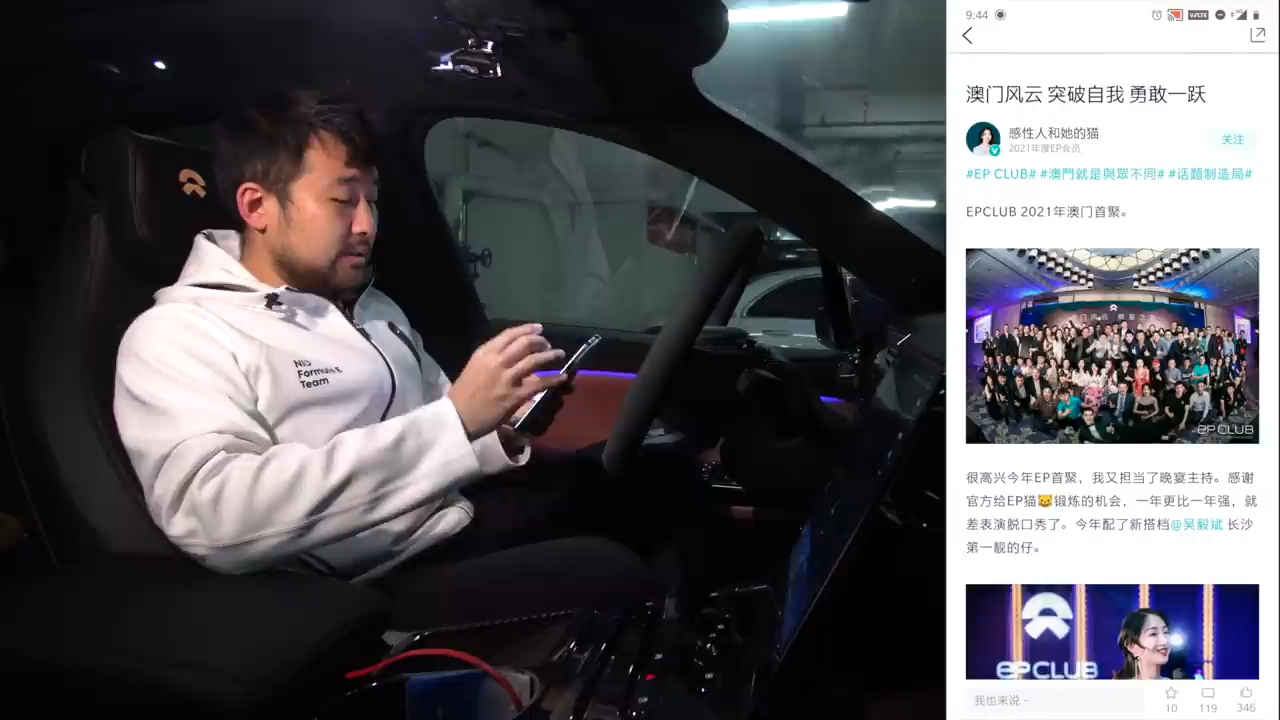 NIO
Formula E
Team
9:44
VoLTE
澳门风云 突破自我 勇敢一跃
感性人和她的猫
2021年度EP会员
关注
#EP CLUB# #澳門就是與眾不同# #话题制造局#
EPCLUB 2021年澳门首聚。
EP CLUB
很高兴今年EP首聚，我又担当了晚宴主持。感谢
官方给EP猫🐱锻炼的机会，一年更比一年强，就
差表演脱口秀了。今年配了新搭档@吴毅斌 长沙
第一靓的仔。
EP CLUB
我也来说~
10
119
346